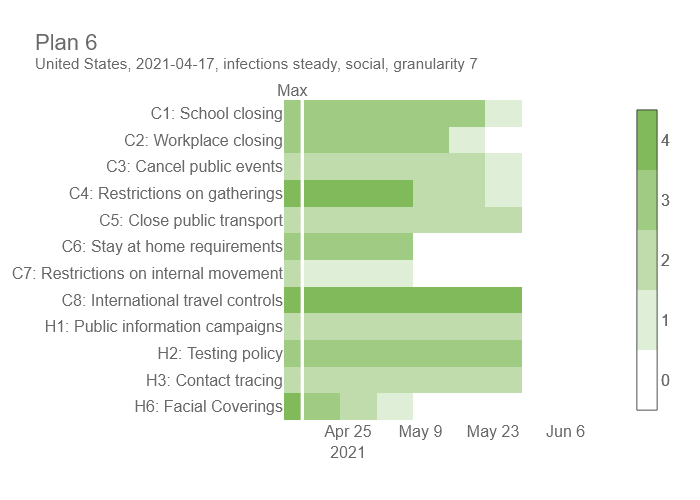 Plan 6
United States, 2021-04-17, infections steady, social, granularity 7
Max
C1: School closing
C2: Workplace closing
C3: Cancel public events
C4: Restrictions on gatherings
C5: Close public transport
C6: Stay at home requirements
C7: Restrictions on internal movement
C8: International travel controls
H1: Public information campaigns
H2: Testing policy
H3: Contact tracing
H6: Facial Coverings
Apr 25 May 9 May 23 Jun 6
2021
4
3
2
1
0